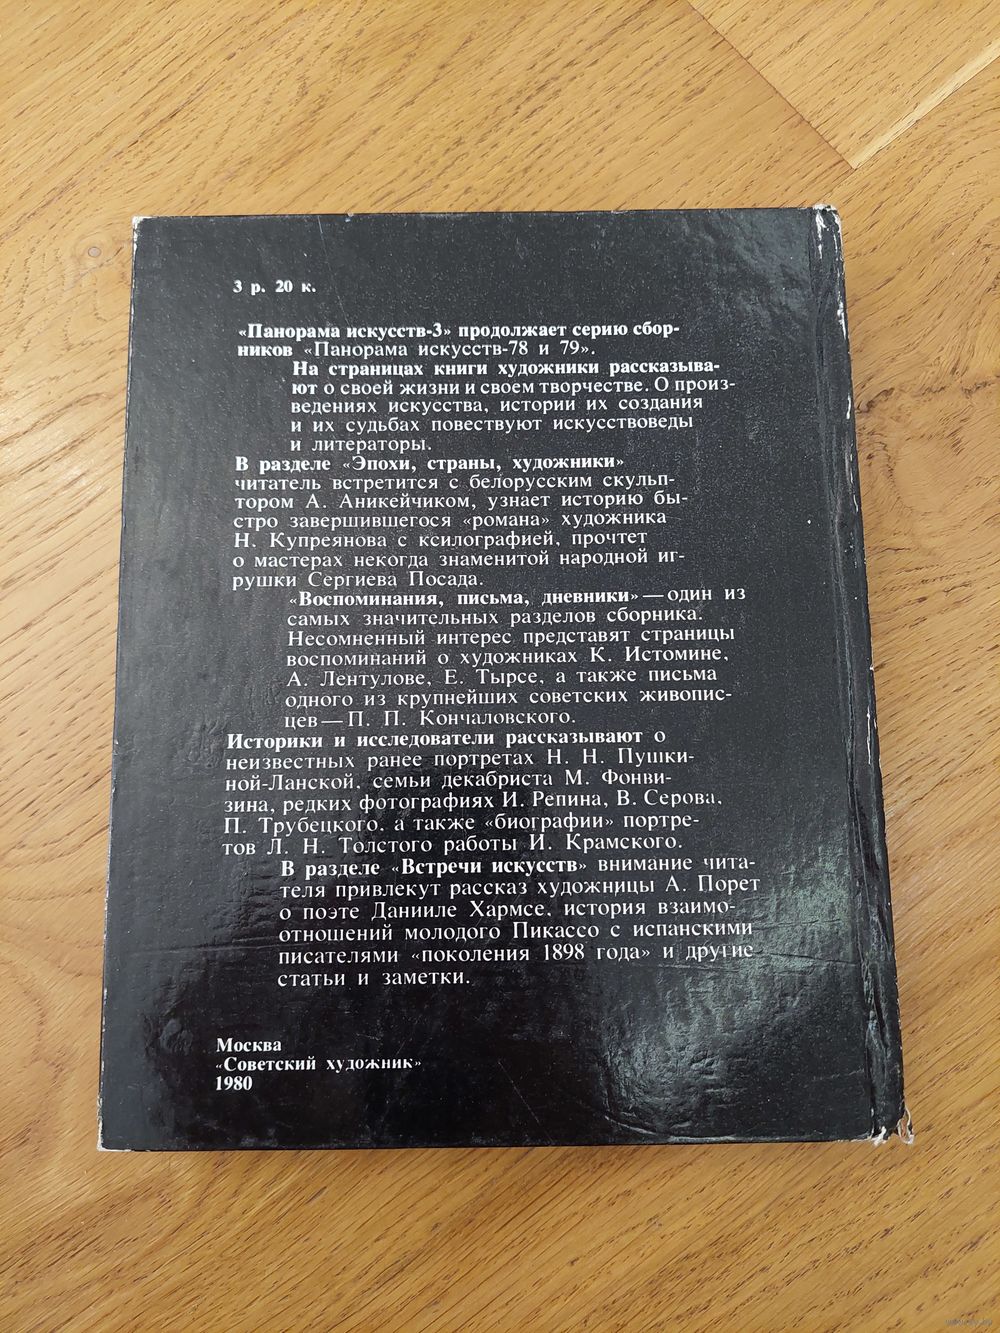 3 р. 20 к.
«Панорама искусств-3» продолжает серию сбор-
ников «Панорама искусств-78 и 79».
На страницах книги художники рассказыва-
ют о своей жизни и своем творчестве. О произ-
ведениях искусства, истории их создания
и их судьбах повествуют искусствоведы
и литераторы.
В разделе «Эпохи, страны, художники»
читатель встретится с белорусским скульп-
тором А. Аникейчиком, узнает историю бы-
стро завершившегося «романа» художника
Н. Купреянова с ксилографией, прочтет
о мастерах некогда знаменитой народной иг-
рушки Сергиева Посада.
«Воспоминания, письма, дневники» — один из
самых значительных разделов сборника.
Несомненный интерес представят страницы
воспоминаний о художниках К. Истомине,
А. Лентулове, Е. Тырсе, а также письма
одного из крупнейших советских живопис-
цев — П. П. Кончаловского.
Историки и исследователи рассказывают о
неизвестных ранее портретах Н. Н. Пушки-
ной-Ланской, семьи декабриста М. Фонви-
зина, редких фотографиях И. Репина, В. Серова,
П. Трубецкого, а также «биографии» портре-
тов Л. Н. Толстого работы И. Крамского.
В разделе «Встречи искусств» внимание чита-
теля привлекут рассказ художницы А. Порет
о поэте Данииле Хармсе, история взаимо-
отношений молодого Пикассо с испанскими
писателями «поколения 1898 года» и другие
статьи и заметки.
Москва
«Советский художник»
1980